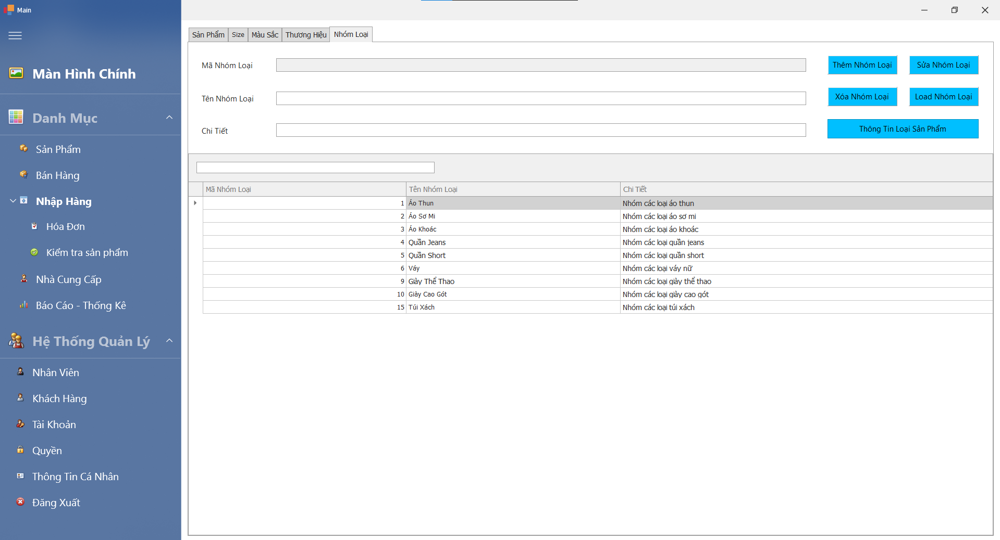 Main
Màn Hình Chính
Danh Mục
Sản Phẩm
Bán Hàng
Nhập Hàng
Hóa Đơn
Kiểm tra sản phẩm
Nhà Cung Cấp
Báo Cáo - Thống Kê
Hệ Thống Quản Lý
Nhân Viên
Khách Hàng
Tài Khoản
Quyền
Thông Tin Cá Nhân
Đăng Xuất
Sản Phẩm Size Màu Sắc Thương Hiệu Nhóm Loại
Mã Nhóm Loại
Tên Nhóm Loại
Chi Tiết
Thêm Nhóm Loại Sửa Nhóm Loại
Xóa Nhóm Loại Load Nhóm Loại
Thông Tin Loại Sản Phẩm
Mã Nhóm Loại Tên Nhóm Loại Chi Tiết
1 Áo Thun Nhóm các loại áo thun
2 Áo Sơ Mi Nhóm các loại áo sơ mi
3 Áo Khoác Nhóm các loại áo khoác
4 Quần Jeans Nhóm các loại quần jeans
5 Quần Short Nhóm các loại quần short
6 Váy Nhóm các loại váy nữ
9 Giày Thể Thao Nhóm các loại giày thể thao
10 Giày Cao Gót Nhóm các loại giày cao gót
15 Túi Xách Nhóm các loại túi xách